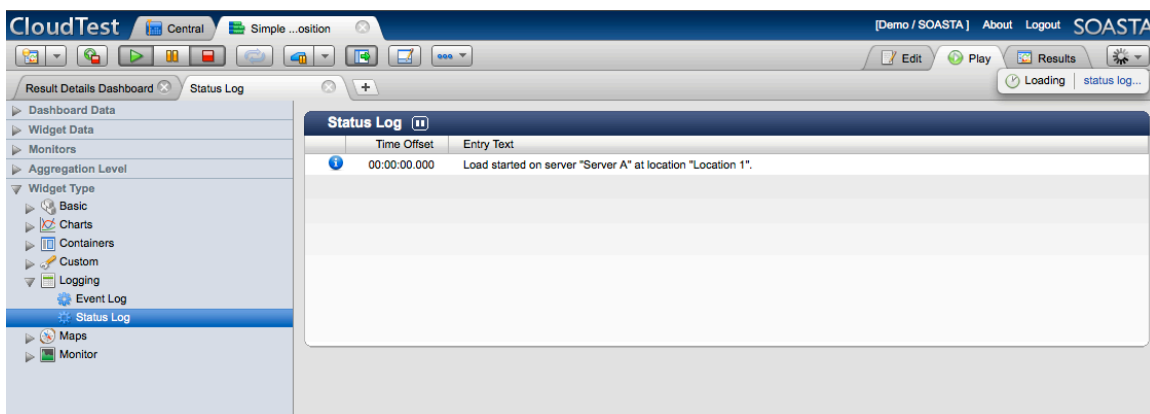 CloudTest Central Simple ...osition [Demo / SOASTA ] About Logout SOASTA
Edit Play Results
Result Details Dashboard Status Log + Loading status log...
Dashboard Data
Widget Data
Monitors
Aggregation Level
Widget Type
Basic
Charts
Containers
Custom
Logging
Event Log
Status Log
Maps
Monitor
Status Log
Time Offset Entry Text
00:00:00.000 Load started on server "Server A" at location "Location 1".